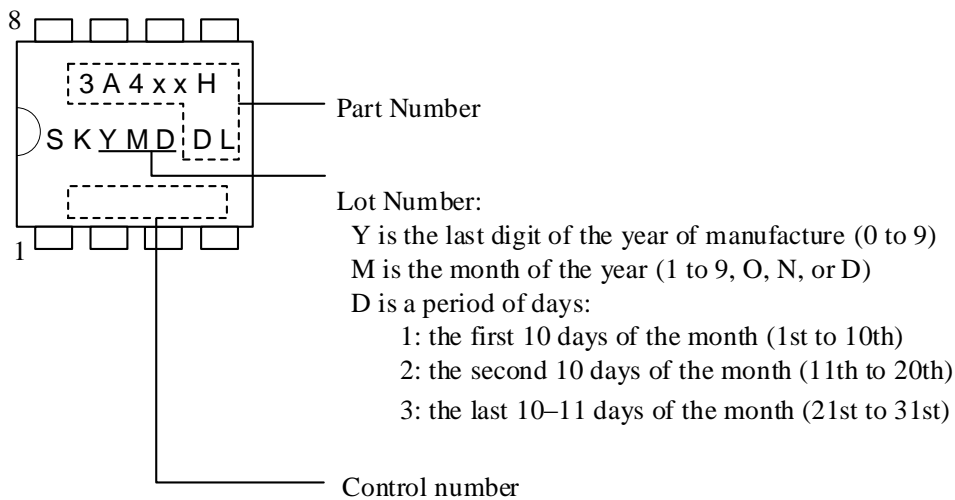 8
3 A 4 x x H
Part Number
S K Y M D D L
Lot Number:
Y is the last digit of the year of manufacture (0 to 9)
1
M is the month of the year (1 to 9, O, N, or D)
D is a period of days:
1: the first 10 days of the month (1st to 10th)
2: the second 10 days of the month (11th to 20th)
3: the last 10–11 days of the month (21st to 31st)
Control number